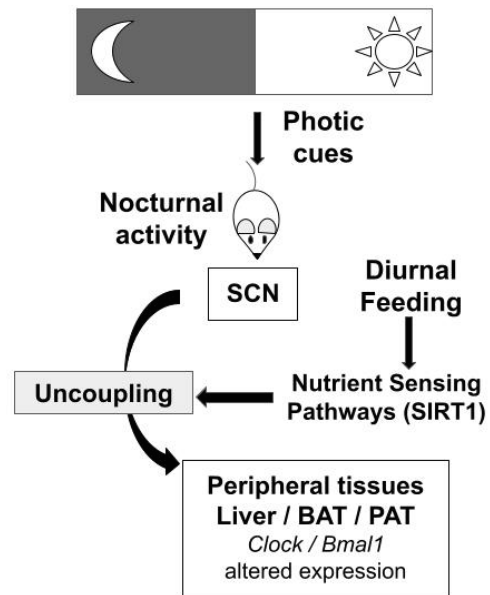 Photic
cues
Nocturnal
activity
SCN
Diurnal
Feeding
Uncoupling
Nutrient Sensing
Pathways (SIRT1)
Peripheral tissues
Liver / BAT / PAT
Clock / Bmal1
altered expression